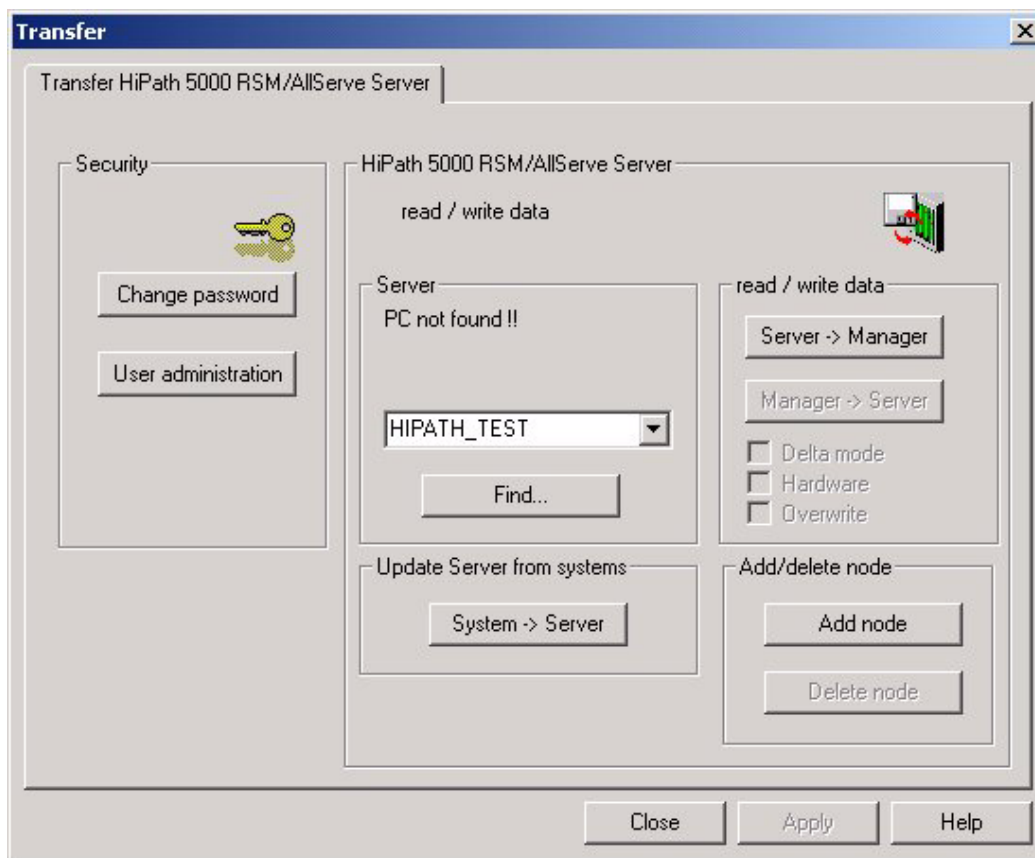 Transfer
Transfer HiPath 5000 RSM/AllServe Server
Security
Change password
User administration
HiPath 5000 RSM/AllServe Server
read / write data
Server
PC not found !!
HIPATH_TEST
Find...
read / write data
Server -> Manager
Manager -> Server
Delta mode
Hardware
Overwrite
Update Server from systems
System -> Server
Add/delete node
Add node
Delete node
Close
Apply
Help